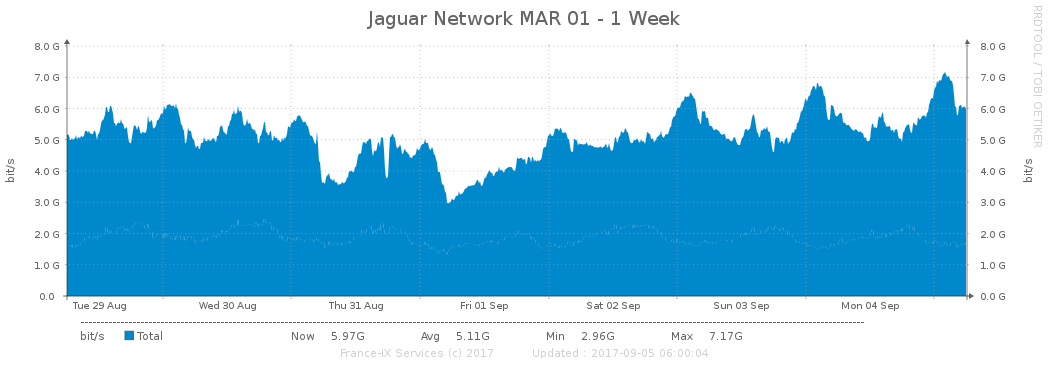 Jaguar Network MAR 01 - 1 Week
RRDTOOL / TOBI OETIKER
8.0 G 8.0 G
7.0 G 7.0 G
6.0 G 6.0 G
5.0 G 5.0 G
4.0 G 4.0 G
3.0 G 3.0 G
2.0 G 2.0 G
1.0 G 1.0 G
0.0 0.0 G
bit/s bit/s
Tue 29 Aug Wed 30 Aug Thu 31 Aug Fri 01 Sep Sat 02 Sep Sun 03 Sep Mon 04 Sep
bit/s Total Now 5.97G Avg 5.11G Min 2.96G Max 7.17G
France-IX Services (c) 2017 Updated : 2017-09-05 06:00:04